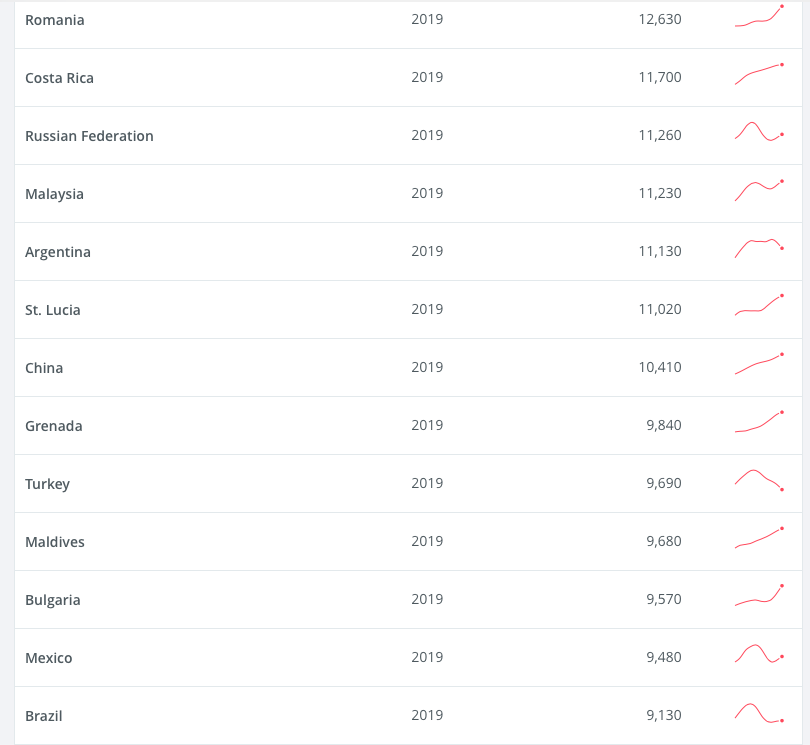 Romania 2019 12,630
Costa Rica 2019 11,700
Russian Federation 2019 11,260
Malaysia 2019 11,230
Argentina 2019 11,130
St. Lucia 2019 11,020
China 2019 10,410
Grenada 2019 9,840
Turkey 2019 9,690
Maldives 2019 9,680
Bulgaria 2019 9,570
Mexico 2019 9,480
Brazil 2019 9,130